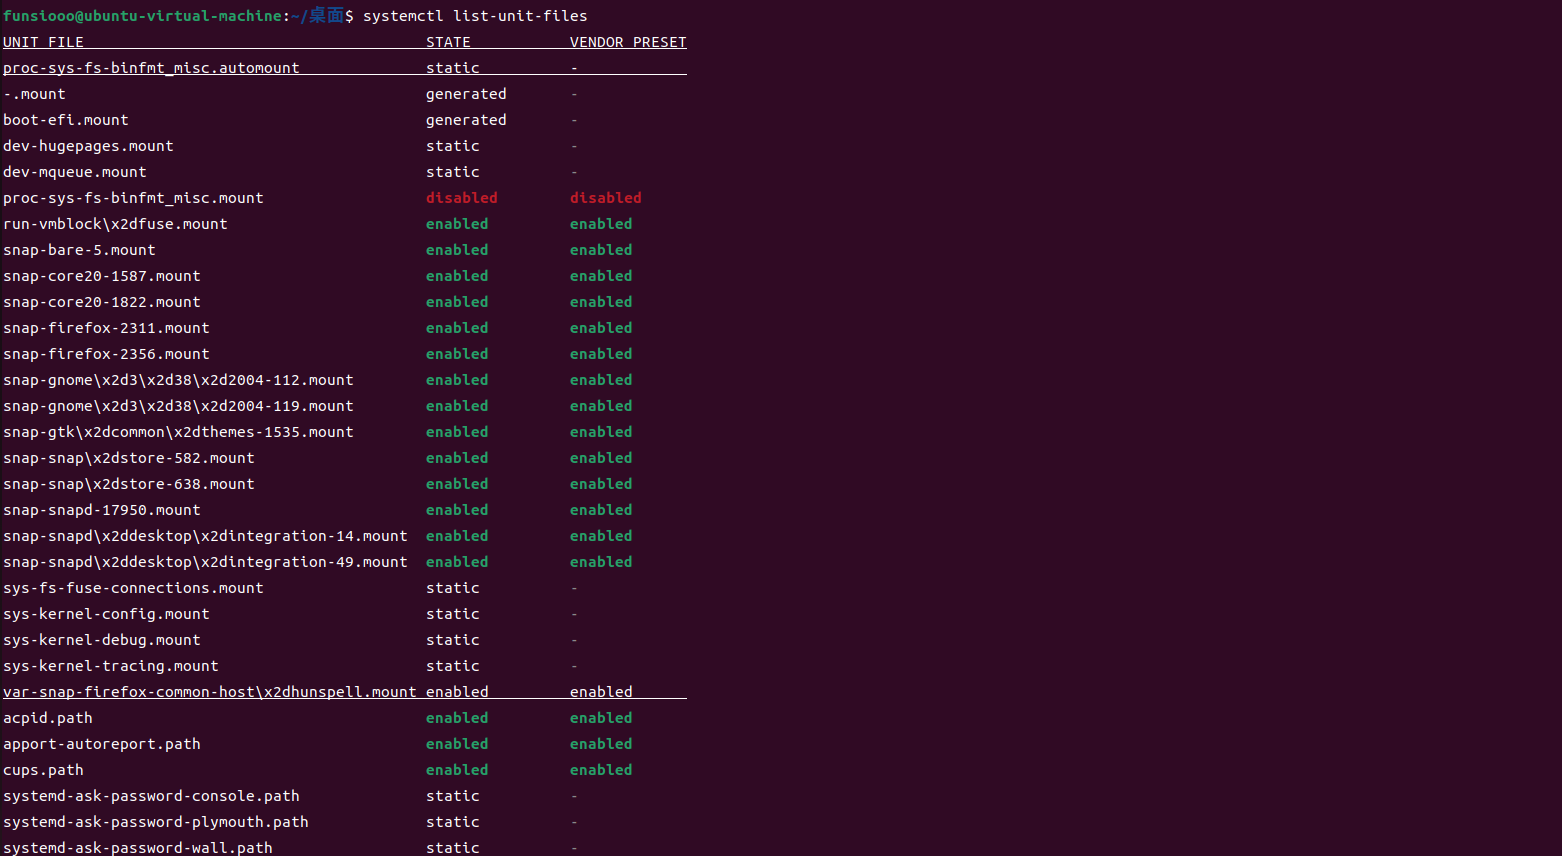 funsiooo@ubuntu-virtual-machine:~/桌面$ systemctl list-unit-files
UNIT FILE STATE VENDOR PRESET
proc-sys-fs-binfmt_misc.automount static -
-.mount generated -
boot-efi.mount generated -
dev-hugepages.mount static -
dev-mqueue.mount static -
proc-sys-fs-binfmt_misc.mount disabled disabled
run-vmblock\x2dfuse.mount enabled enabled
snap-bare-5.mount enabled enabled
snap-core20-1587.mount enabled enabled
snap-core20-1822.mount enabled enabled
snap-firefox-2311.mount enabled enabled
snap-firefox-2356.mount enabled enabled
snap-gnome\x2d3\x2d38\x2d2004-112.mount enabled enabled
snap-gnome\x2d3\x2d38\x2d2004-119.mount enabled enabled
snap-gtk\x2dcommon\x2dthemes-1535.mount enabled enabled
snap-snap\x2dstore-582.mount enabled enabled
snap-snap\x2dstore-638.mount enabled enabled
snap-snapd-17950.mount enabled enabled
snap-snapd\x2ddesktop\x2dintegration-14.mount enabled enabled
snap-snapd\x2ddesktop\x2dintegration-49.mount enabled enabled
sys-fs-fuse-connections.mount static -
sys-kernel-config.mount static -
sys-kernel-debug.mount static -
sys-kernel-tracing.mount static -
var-snap-firefox-common-host\x2dhunspell.mount enabled enabled
acpid.path enabled enabled
apport-autoreport.path enabled enabled
cups.path enabled enabled
systemd-ask-password-console.path static -
systemd-ask-password-plymouth.path static -
systemd-ask-password-wall.path static -